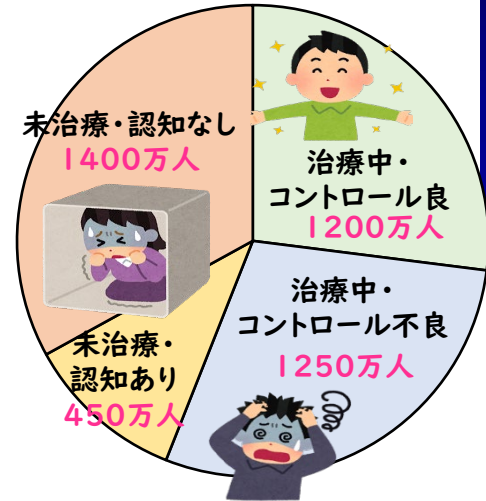 未治療・認知なし
1400万人
治療中・
コントロール良
1200万人
治療中・
コントロール不良
1250万人
未治療・
認知あり
450万人